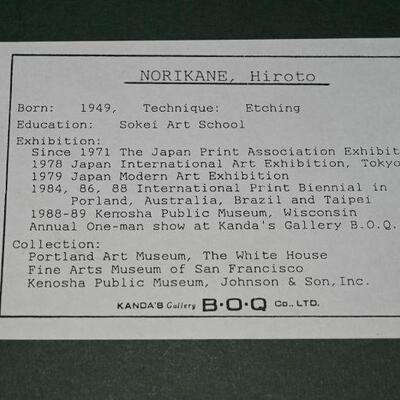 NORIKANE, Hiroto
Born: 1949, Technique: Etching
Education: Sokei Art School
Exhibition:
Since 1971 The Japan Print Association Exhibit
1978 Japan International Art Exhibition, Tokyo
1979 Japan Modern Art Exhibition
1984, 86, 88 International Print Biennial in
Porland, Australia, Brazil and Taipei
1988-89 Kenosha Public Museum, Wisconsin
Annual One-man show at Kanda's Gallery B.O.Q.
Collection:
Portland Art Museum, The White House
Fine Arts Museum of San Francisco
Kenosha Public Museum, Johnson & Son, Inc.
KANDA'S Gallery B·O·Q Co., LTD.